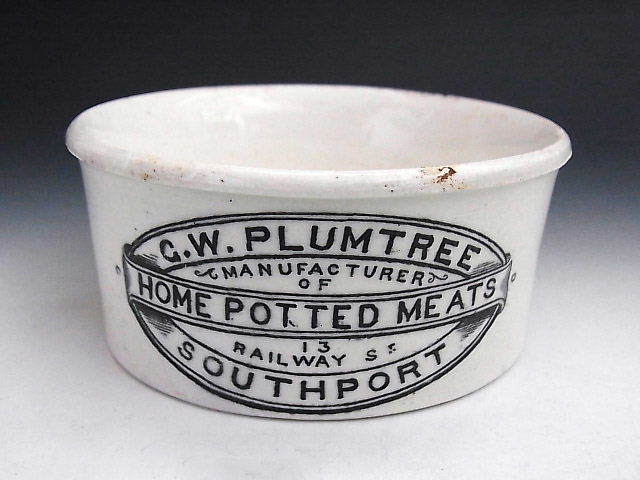 G.W. PLUMTREE
MANUFACTURER
OF
HOME POTTED MEATS
13
RAILWAY ST.
SOUTHPORT